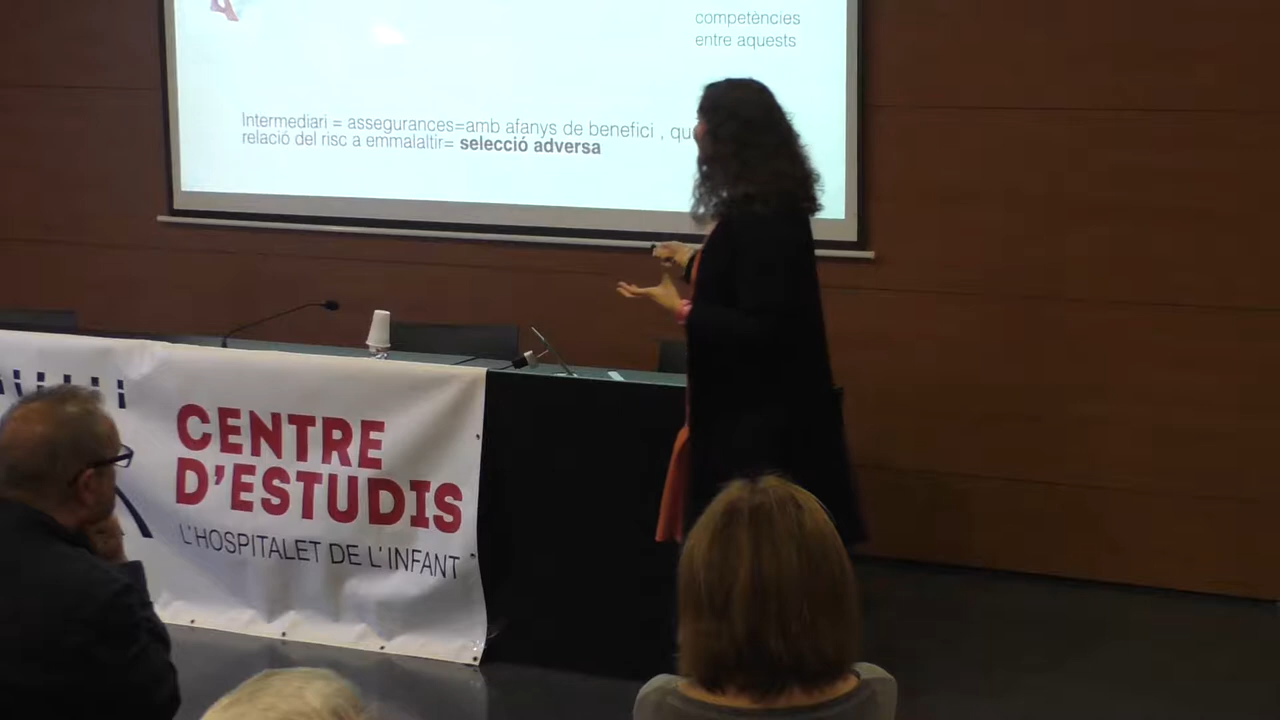 competències
entre aquests
Intermediari = assegurances=amb afanys de benefici , qu
relació del risc a emmalaltir= selecció adversa
CENTRE
D'ESTUDIS
L'HOSPITALET DE L'INFANT